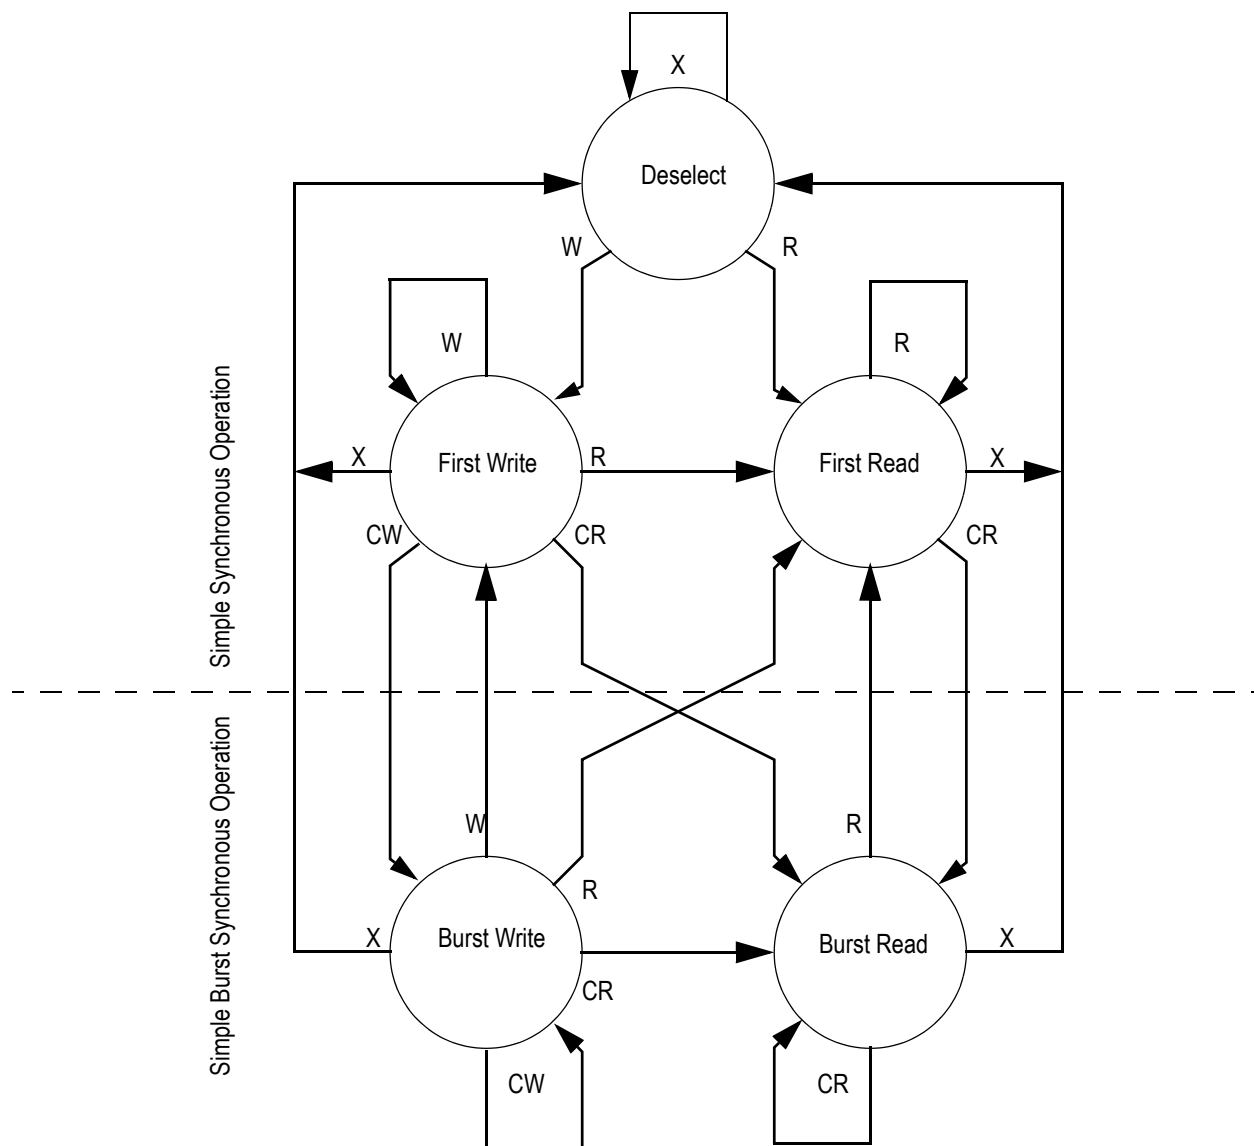 X
Deselect
W
R
W
R
Simple Synchronous Operation
X
First Write
R
First Read
X
CW
CR
CR
Simple Burst Synchronous Operation
W
R
R
X
Burst Write
Burst Read
X
CR
CW
CR